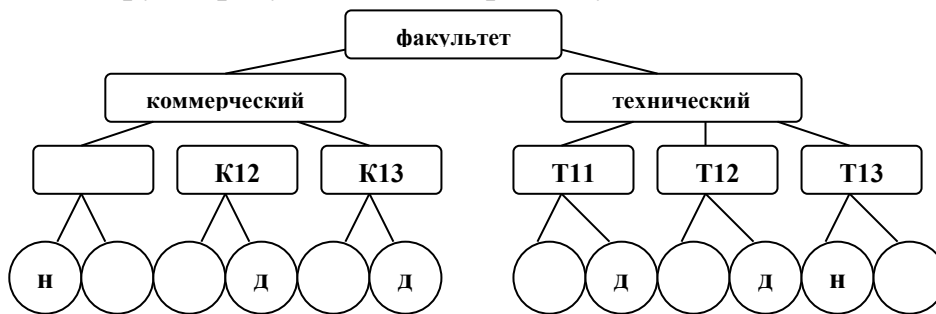 факультет
коммерческий технический
К12 К13 Т11 Т12 Т13
н д д д д н